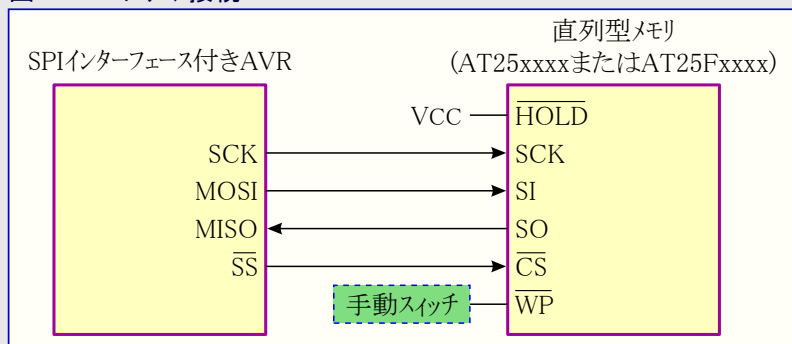 直列型メモリ
SPIインターフェース付きAVR
(AT25xxxxまたはAT25Fxxxx)
VCC
HOLD
SCK
SCK
MOSI
SI
MISO
SO
SS
CS
手動スイッチ
WP